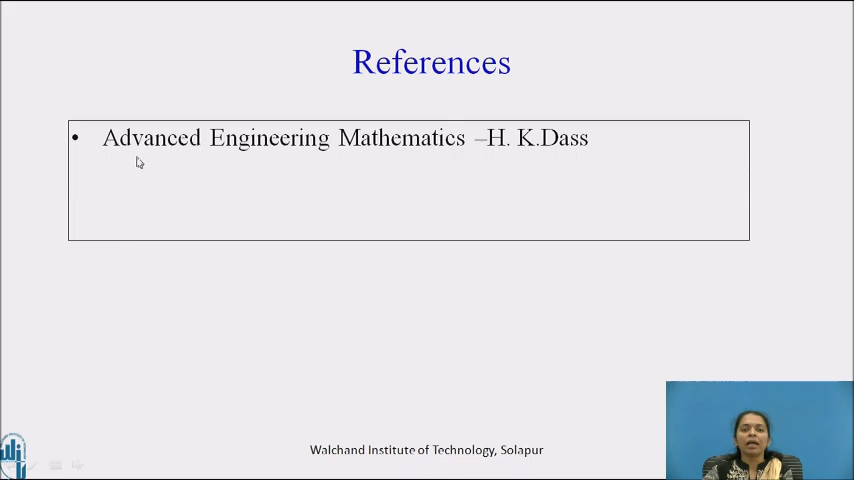 References
• Advanced Engineering Mathematics –H. K.Dass
Walchand Institute of Technology, Solapur